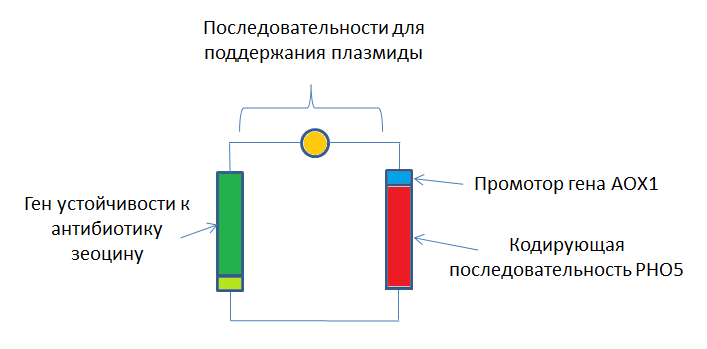 Последовательности для
поддержания плазмиды
Ген устойчивости к
антибиотику
зеоцину
Промотор гена AOX1
Кодирующая
последовательность PHO5